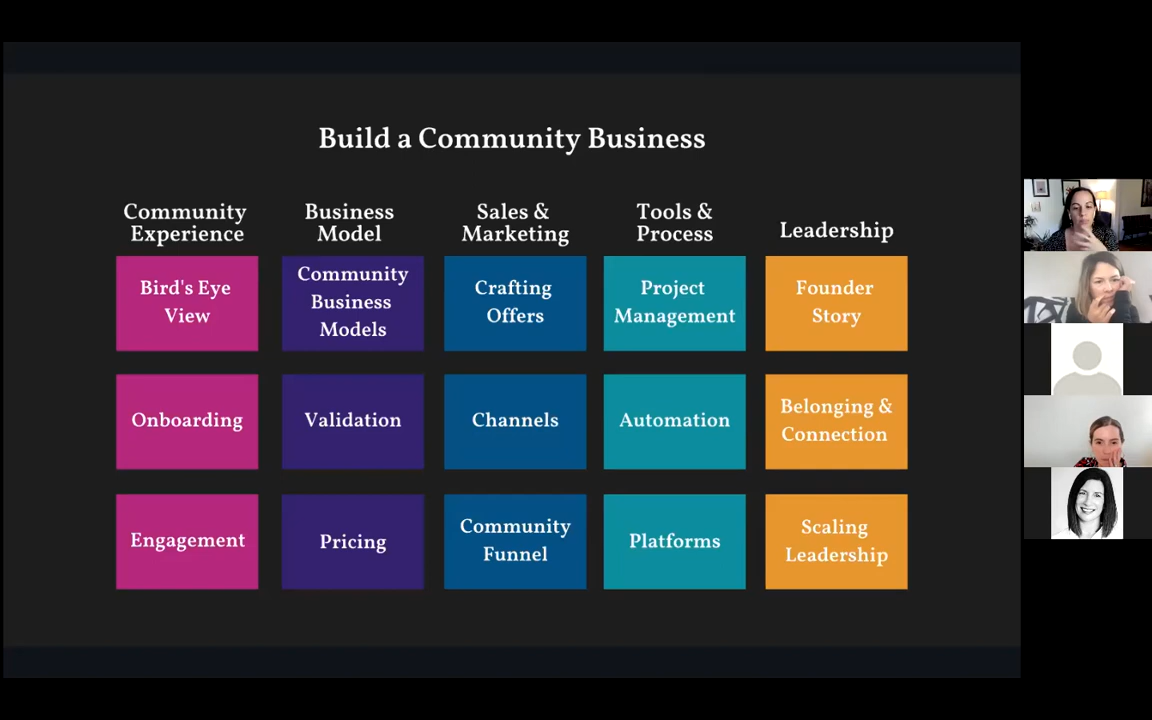 Build a Community Business
Community
Experience
Business
Model
Sales &
Marketing
Tools &
Process
Leadership
Bird's Eye
View
Community
Business
Models
Crafting
Offers
Project
Management
Founder
Story
Onboarding
Validation
Channels
Automation
Belonging &
Connection
Engagement
Pricing
Community
Funnel
Platforms
Scaling
Leadership